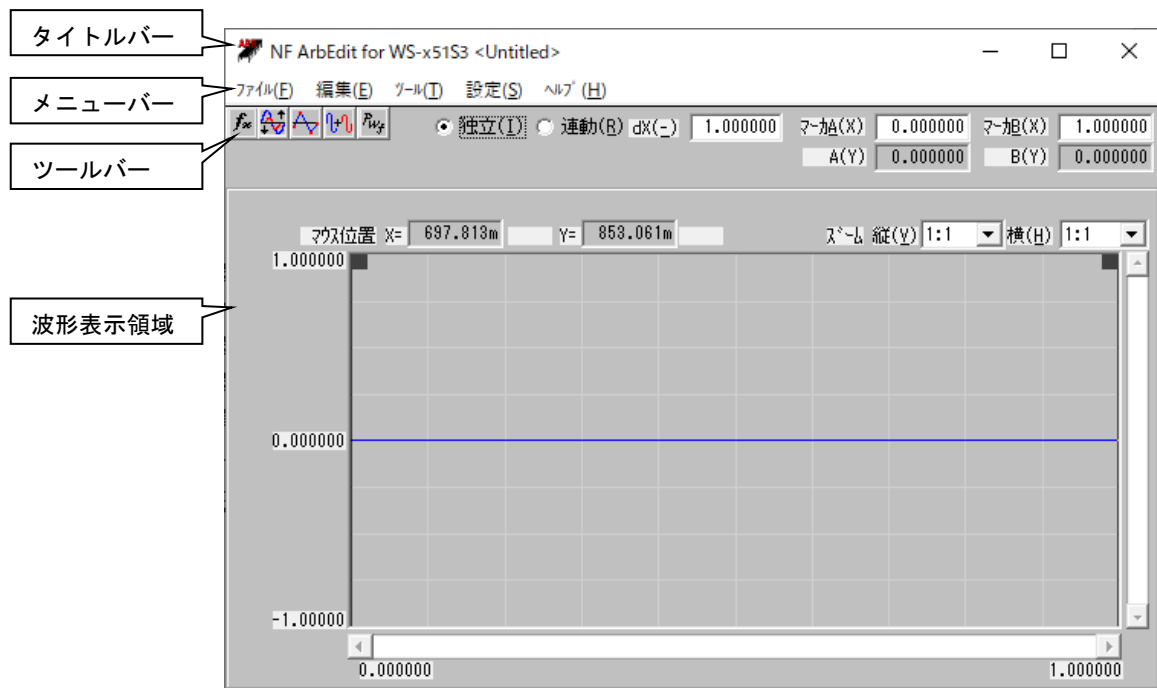 タイトルバー
NF ArbEdit for WS-x51S3 <Untitled>
メニューバー
ﾌｧｲﾙ(F) 編集(E) ﾂｰﾙ(T) 設定(S) ﾍﾙﾌﾟ(H)
ツールバー
独立(I) 連動(R) dX(-) 1.000000 ﾏｰｶA(X) 0.000000 ﾏｰｶB(X) 1.000000
A(Y) 0.000000 B(Y) 0.000000
波形表示領域
ﾏｳｽ位置 X= 697.813m Y= 853.061m ｽﾞｰﾑ 縦(V) 1:1 横(H) 1:1
1.000000
0.000000
-1.00000
0.000000 1.000000